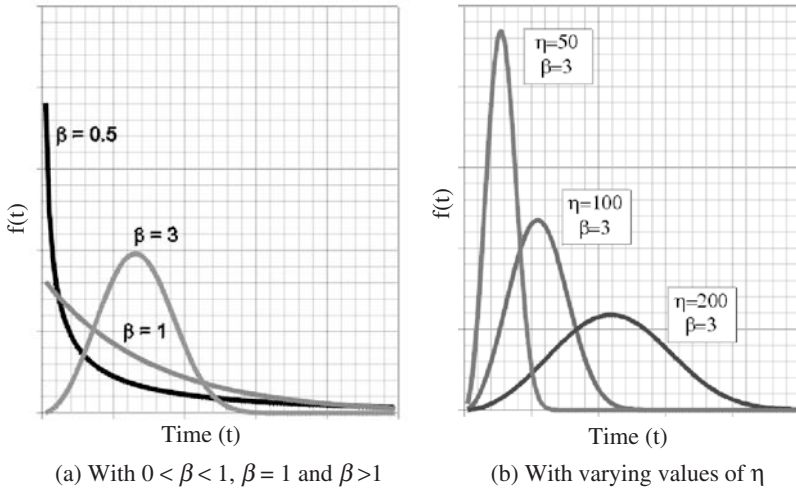 β = 0.5
β = 3
β = 1
f(t)
Time (t)
(a) With 0 < β < 1, β = 1 and β >1
η=50
β=3
η=100
β=3
η=200
β=3
f(t)
Time (t)
(b) With varying values of η